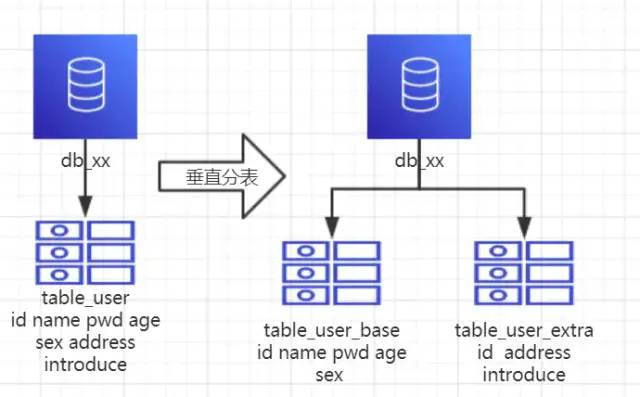 db_xx
table_user
id name pwd age
sex address
introduce
垂直分表
db_xx
table_user_base
id name pwd age
sex
table_user_extra
id address
introduce